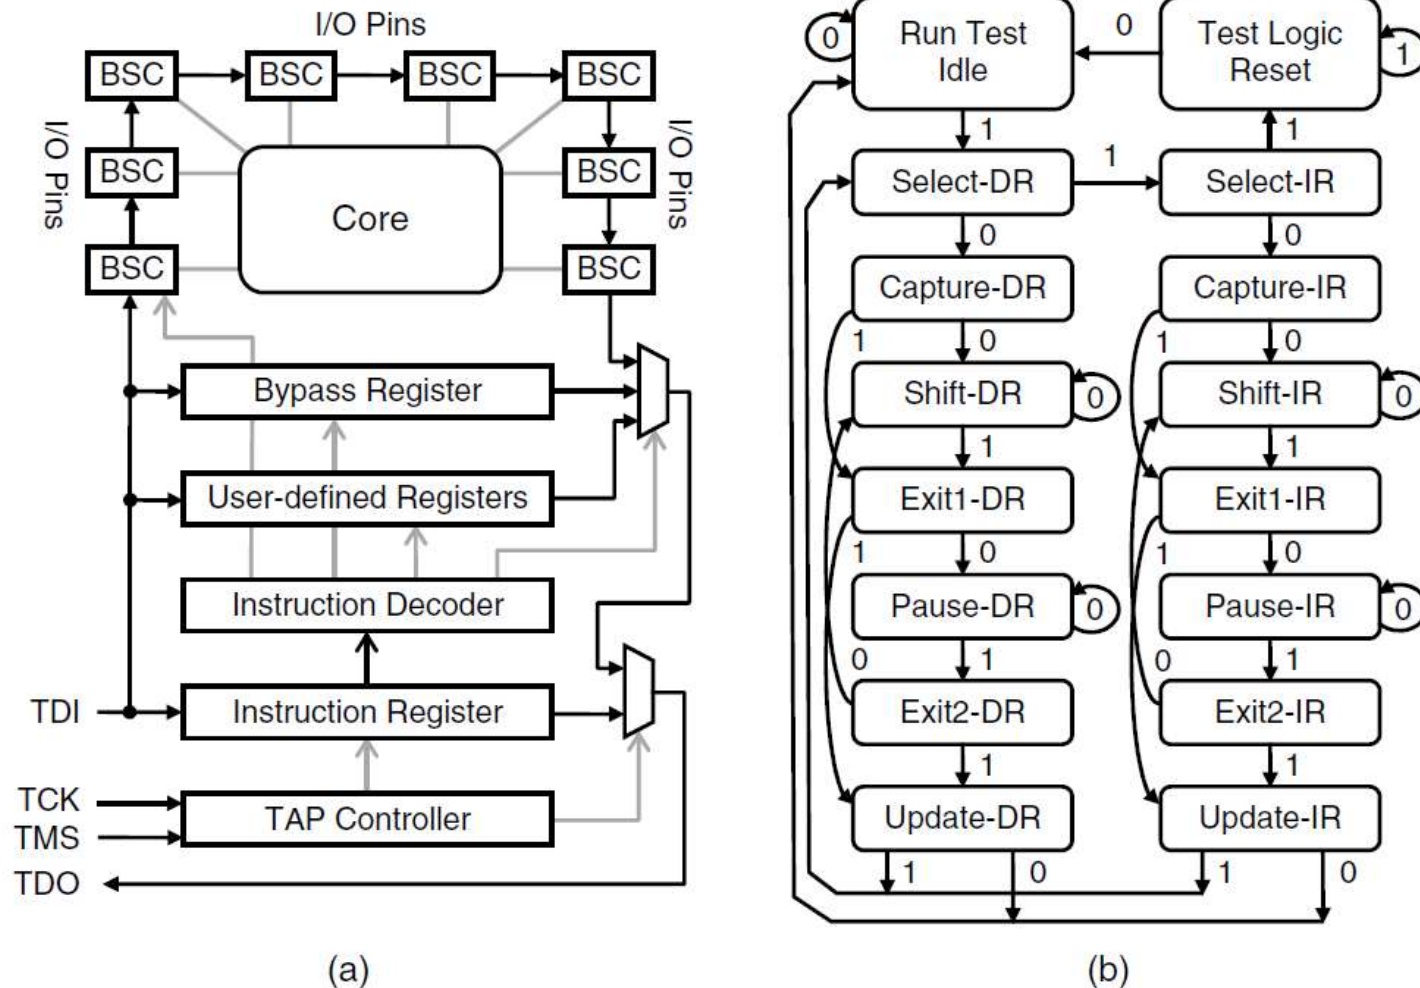 I/O Pins
BSC BSC BSC BSC
I/O Pins
BSC
Core
BSC
I/O Pins
BSC BSC
Bypass Register
User-defined Registers
Instruction Decoder
TDI
Instruction Register
TCK
TMS
TAP Controller
TDO
(a)
0
Run Test
Idle
0
Test Logic
Reset
1
1
1
Select-DR
1
Select-IR
0
0
Capture-DR
Capture-IR
1
0
1
0
Shift-DR
0
Shift-IR
0
1
1
Exit1-DR
Exit1-IR
1
0
1
0
Pause-DR
0
Pause-IR
0
0
1
0
1
Exit2-DR
Exit2-IR
1
1
Update-DR
Update-IR
1
0
1
0
(b)